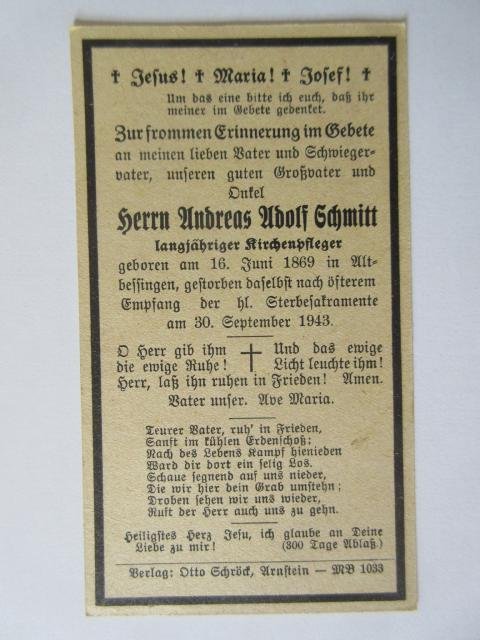 ✝ Jesus! ✝ Maria! ✝ Josef! ✝
Um das eine bitte ich euch, daß ihr
meiner im Gebete gedenket.
Zur frommen Erinnerung im Gebete
an meinen lieben Vater und Schwieger-
vater, unseren guten Großvater und
Onkel
Herrn Andreas Adolf Schmitt
langjähriger Kirchenpfleger
geboren am 16. Juni 1869 in Alt-
bessingen, gestorben daselbst nach öfterem
Empfang der hl. Sterbesakramente
am 30. September 1943.
O Herr gib ihm ✝ Und das ewige
die ewige Ruhe! Licht leuchte ihm!
Herr, laß ihn ruhen in Frieden! Amen.
Vater unser. Ave Maria.
Teurer Vater, ruh' in Frieden,
Sanft im kühlen Erdenschoß:
Nach des Lebens Kampf hienieden
Ward dir dort ein selig Los.
Schaue segnend auf uns nieder,
Die wir hier dein Grab umstehn;
Droben sehen wir uns wieder,
Ruft der Herr auch uns zu gehn.
Heiligstes Herz Jesu, ich glaube an Deine
Liebe zu mir! (300 Tage Ablaß.)
Verlag: Otto Schröck, Arnstein — MB 1033